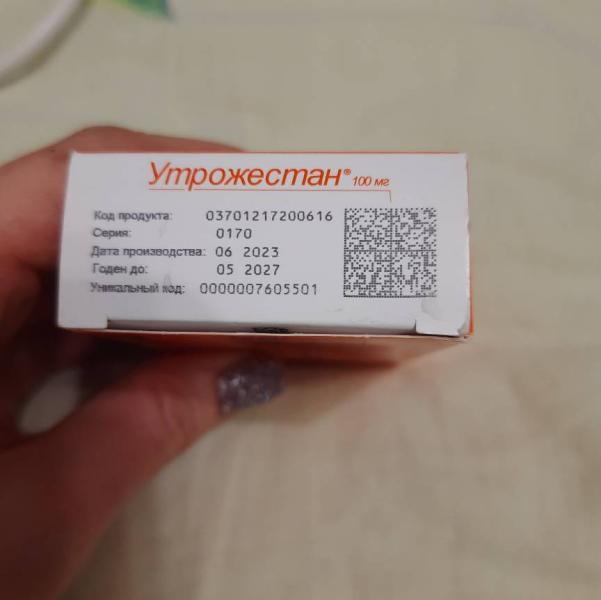 Утрожестан® 100 мг
Код продукта: 03701217200616
Серия: 0170
Дата производства: 06 2023
Годен до: 05 2027
Уникальный код: 0000007605501